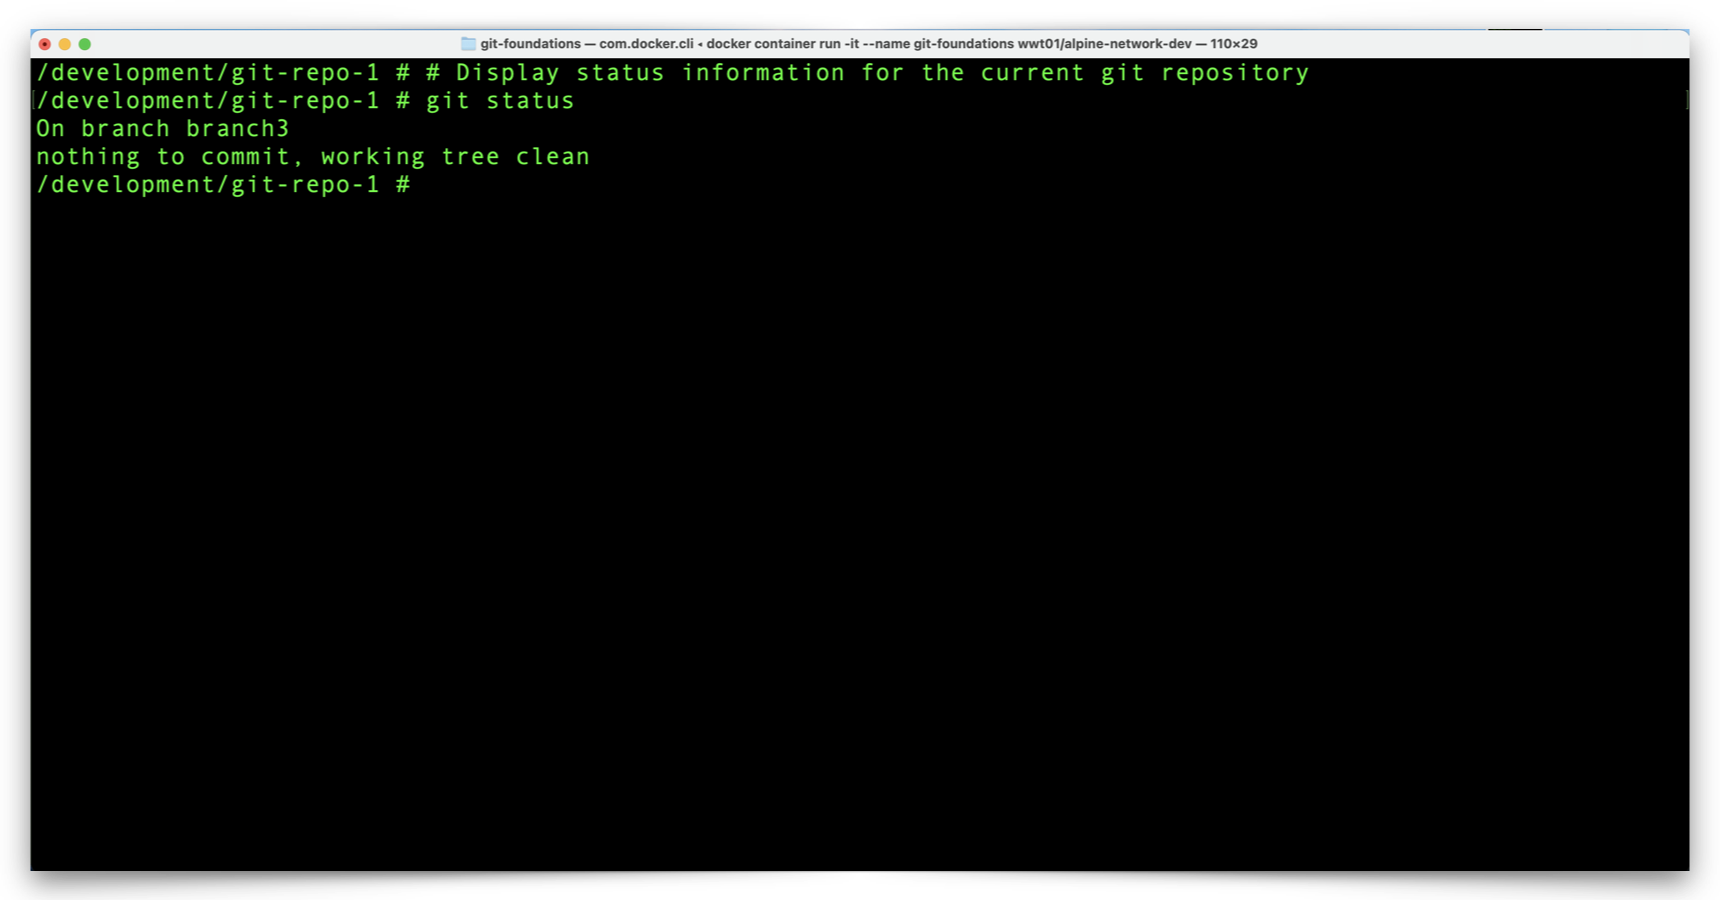 git-foundations — com.docker.cli ◂ docker container run -it --name git-foundations wwt01/alpine-network-dev — 110×29
/development/git-repo-1 # # Display status information for the current git repository
/development/git-repo-1 # git status
On branch branch3
nothing to commit, working tree clean
/development/git-repo-1 #